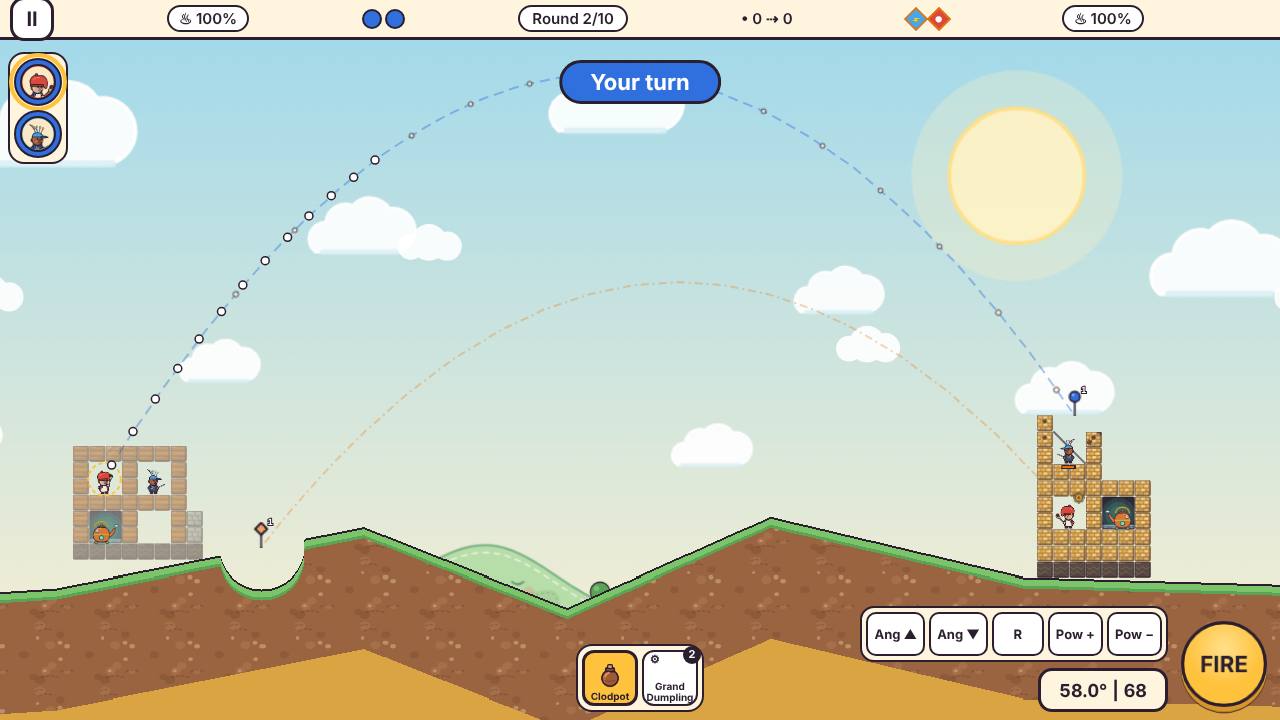 100%
Round 2/10
• 0 ⇢ 0
100%
Your turn
1
1
Ang ▲
Ang ▼
R
Pow +
Pow −
FIRE
58.0° | 68
Clodpot
2
Grand
Dumpling